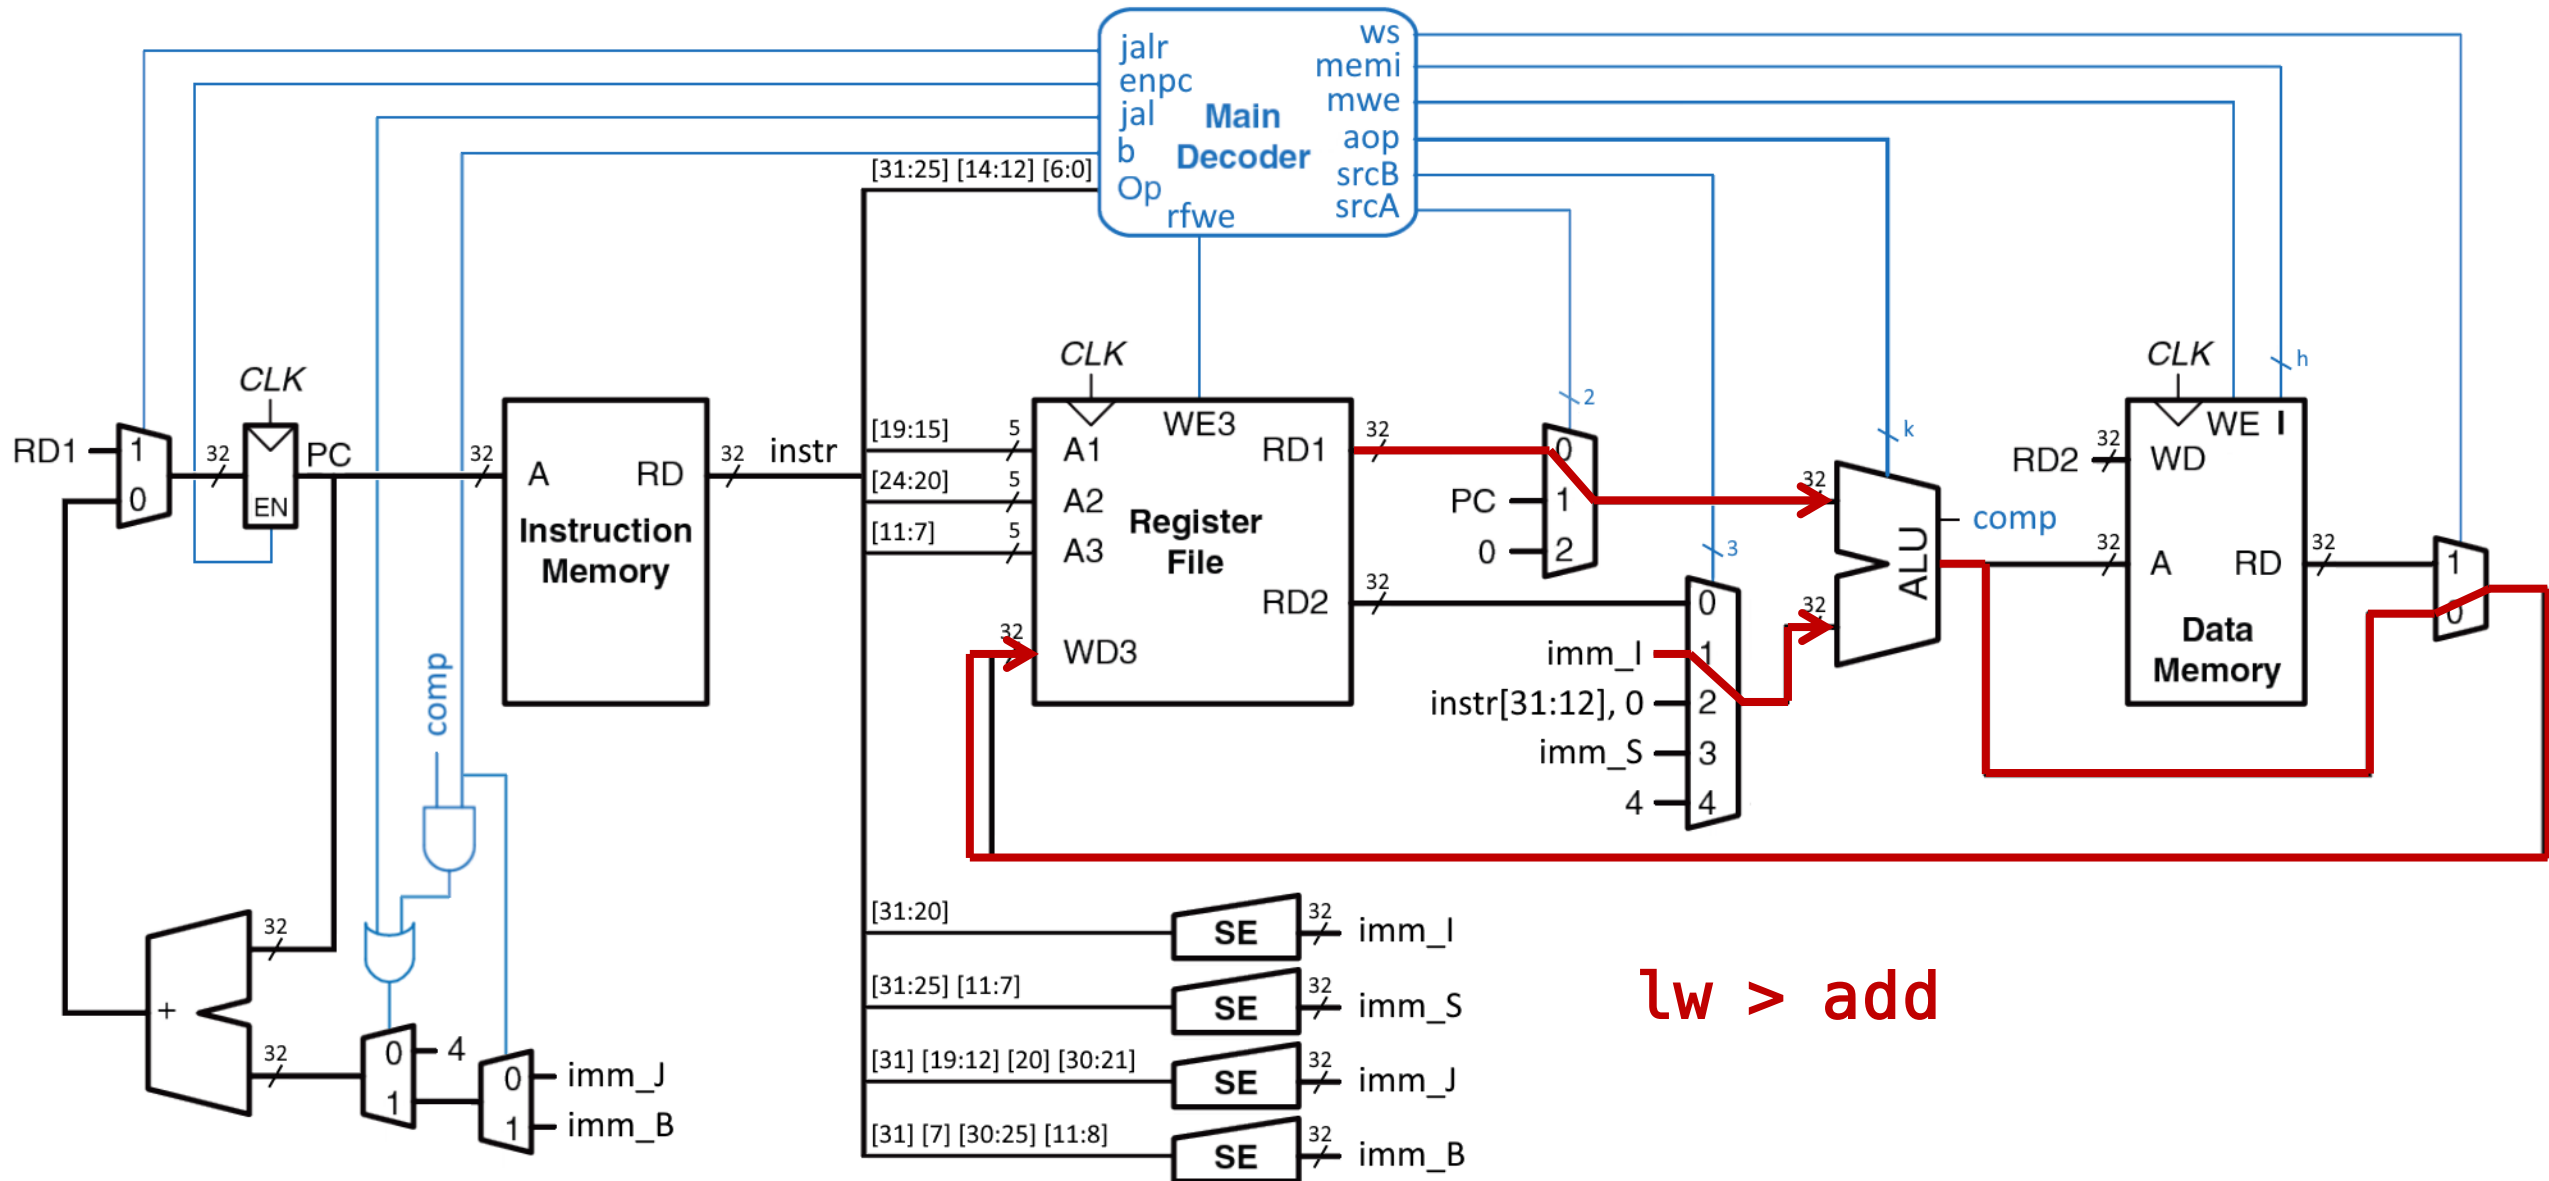 jalr
enpc
jal
b
Op
rfwe
Main
Decoder
ws
memi
mwe
aop
srcB
srcA
[31:25] [14:12] [6:0]
RD1
1
0
32
CLK
EN
PC
32
A
RD
Instruction
Memory
32
instr
[19:15]
5
[24:20]
5
[11:7]
5
CLK
WE3
A1
A2
A3
WD3
32
RD1
RD2
Register
File
32
32
2
0
1
2
PC
0
3
0
1
2
3
4
imm_I
instr[31:12], 0
imm_S
4
k
32
32
ALU
comp
CLK
h
WE I
RD2
32
WD
32
A
RD
Data
Memory
32
1
0
comp
32
+
32
0
1
4
0
1
imm_J
imm_B
[31:20]
SE
32
imm_I
[31:25] [11:7]
SE
32
imm_S
[31] [19:12] [20] [30:21]
SE
32
imm_J
[31] [7] [30:25] [11:8]
SE
32
imm_B
lw > add